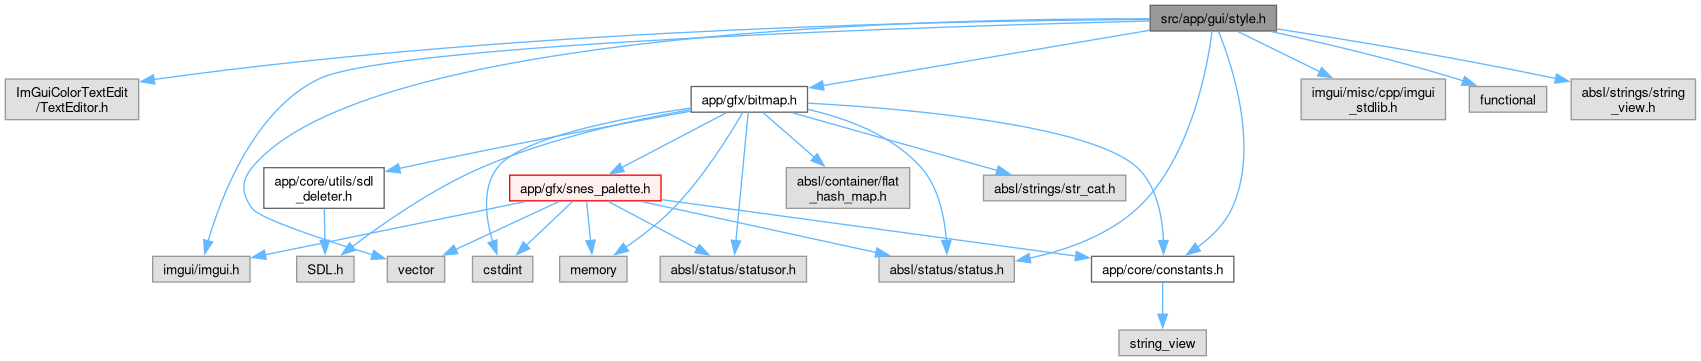 src/app/gui/style.h
ImGuiColorTextEdit
/TextEditor.h
app/gfx/bitmap.h
imgui/misc/cpp/imgui
_stdlib.h
functional
absl/strings/string
_view.h
app/core/utils/sdl
_deleter.h
app/gfx/snes_palette.h
absl/container/flat
_hash_map.h
absl/strings/str_cat.h
imgui/imgui.h
SDL.h
vector
cstdint
memory
absl/status/statusor.h
absl/status/status.h
app/core/constants.h
string_view